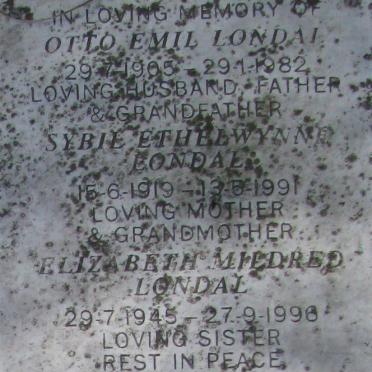 IN LOVING MEMORY OF
OTTO EMIL LONDAL
29-7-1905 - 29-1-1982
LOVING HUSBAND, FATHER
& GRANDFATHER
SYBIL ETHELWYNNE
LONDAL
15-6-1919 - 13-5-1991
LOVING MOTHER
& GRANDMOTHER
ELIZABETH MILDRED
LONDAL
29-7-1945 - 27-9-1996
LOVING SISTER
REST IN PEACE